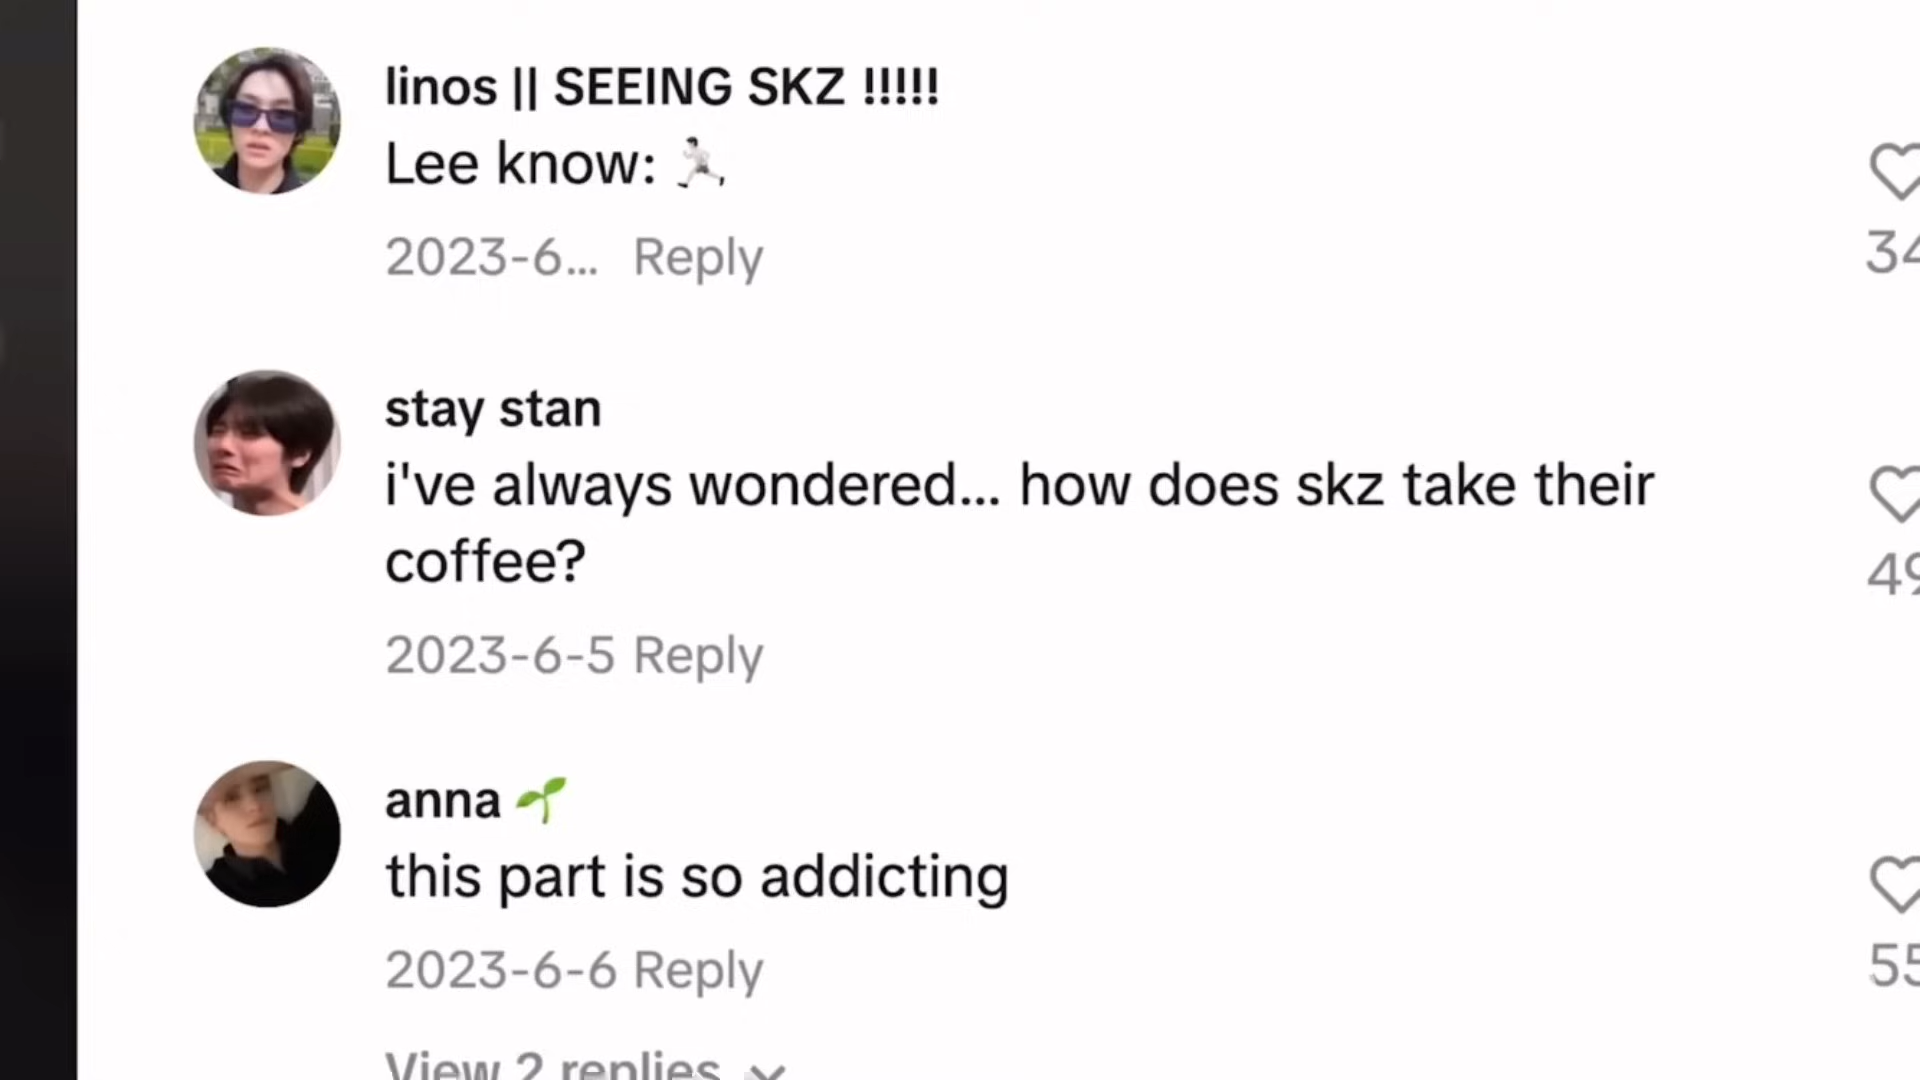 linos || SEEING SKZ !!!!!
Lee know: 🏃🏻
2023-6... Reply
34
stay stan
i've always wondered... how does skz take their
coffee?
2023-6-5 Reply
49
anna 🌱
this part is so addicting
2023-6-6 Reply
55
View 2 replies